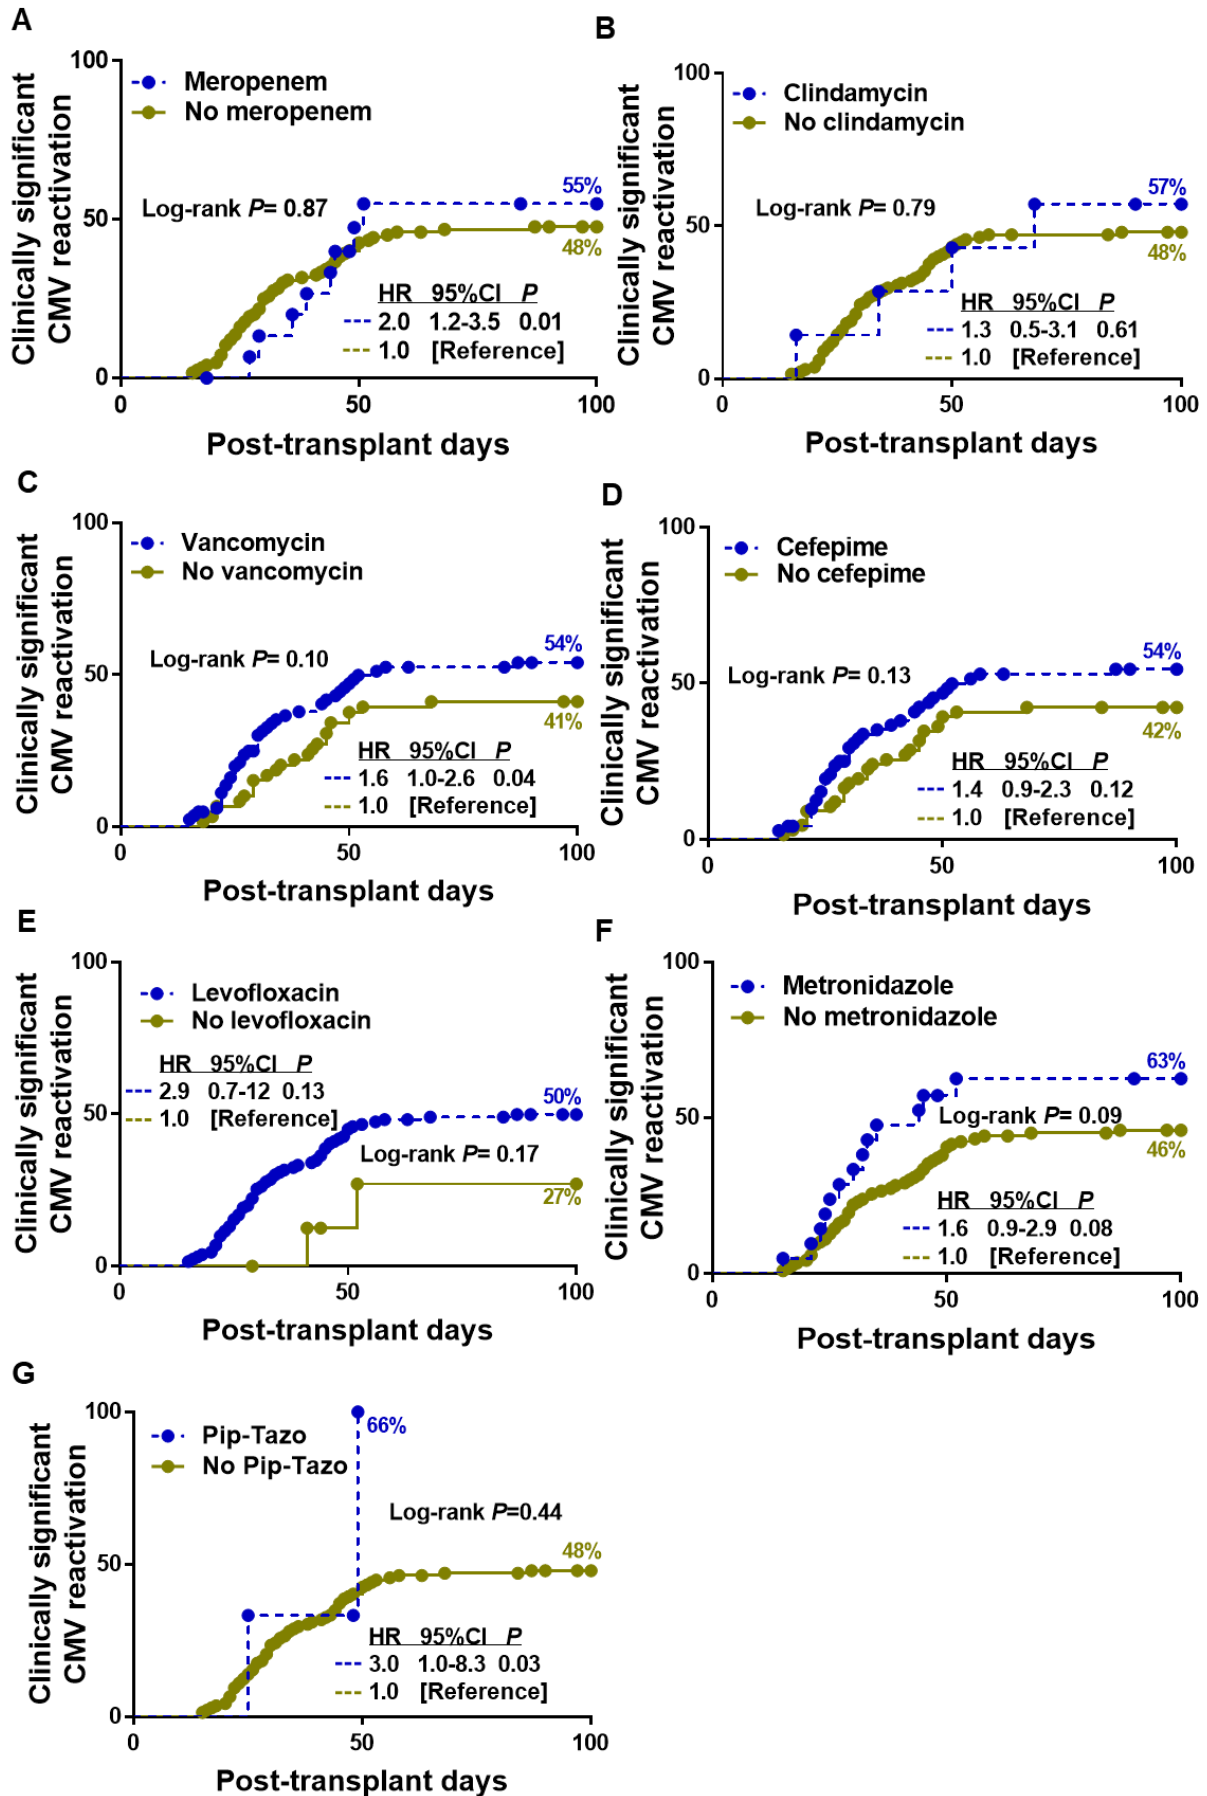 A
Clinically significant
CMV reactivation
100
50
0
Meropenem
No meropenem
Log-rank P= 0.87
55%
48%
HR 95%CI P
2.0 1.2-3.5 0.01
1.0 [Reference]
0 50 100
Post-transplant days
B
Clinically significant
CMV reactivation
100
50
0
Clindamycin
No clindamycin
Log-rank P= 0.79
57%
48%
HR 95%CI P
1.3 0.5-3.1 0.61
1.0 [Reference]
0 50 100
Post-transplant days
C
Clinically significant
CMV reactivation
100
50
0
Vancomycin
No vancomycin
Log-rank P= 0.10
54%
41%
HR 95%CI P
1.6 1.0-2.6 0.04
1.0 [Reference]
0 50 100
Post-transplant days
D
Clinically significant
CMV reactivation
100
50
0
Cefepime
No cefepime
Log-rank P= 0.13
54%
42%
HR 95%CI P
1.4 0.9-2.3 0.12
1.0 [Reference]
0 50 100
Post-transplant days
E
Clinically significant
CMV reactivation
100
50
0
Levofloxacin
No levofloxacin
HR 95%CI P
2.9 0.7-12 0.13
1.0 [Reference]
50%
Log-rank P= 0.17
27%
0 50 100
Post-transplant days
F
Clinically significant
CMV reactivation
100
50
0
Metronidazole
No metronidazole
63%
Log-rank P= 0.09
46%
HR 95%CI P
1.6 0.9-2.9 0.08
1.0 [Reference]
0 50 100
Post-transplant days
G
Clinically significant
CMV reactivation
100
50
0
Pip-Tazo
No Pip-Tazo
66%
Log-rank P=0.44
48%
HR 95%CI P
3.0 1.0-8.3 0.03
1.0 [Reference]
0 50 100
Post-transplant days